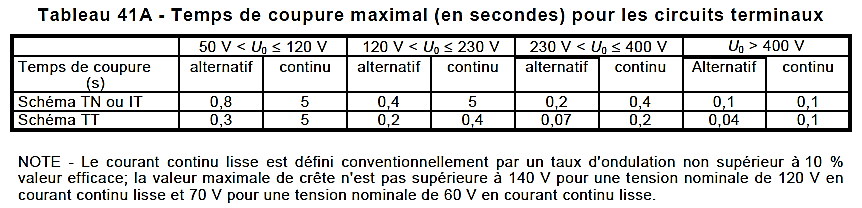 Tableau 41A - Temps de coupure maximal (en secondes) pour les circuits terminaux
50 V < U0 ≤ 120 V 120 V < U0 ≤ 230 V 230 V < U0 ≤ 400 V U0 > 400 V
Temps de coupure alternatif continu alternatif continu alternatif continu Alternatif continu
(s)
Schéma TN ou IT 0,8 5 0,4 5 0,2 0,4 0,1 0,1
Schéma TT 0,3 5 0,2 0,4 0,07 0,2 0,04 0,1
NOTE - Le courant continu lisse est défini conventionnellement par un taux d'ondulation non supérieur à 10 %
valeur efficace; la valeur maximale de crête n'est pas supérieure à 140 V pour une tension nominale de 120 V en
courant continu lisse et 70 V pour une tension nominale de 60 V en courant continu lisse.